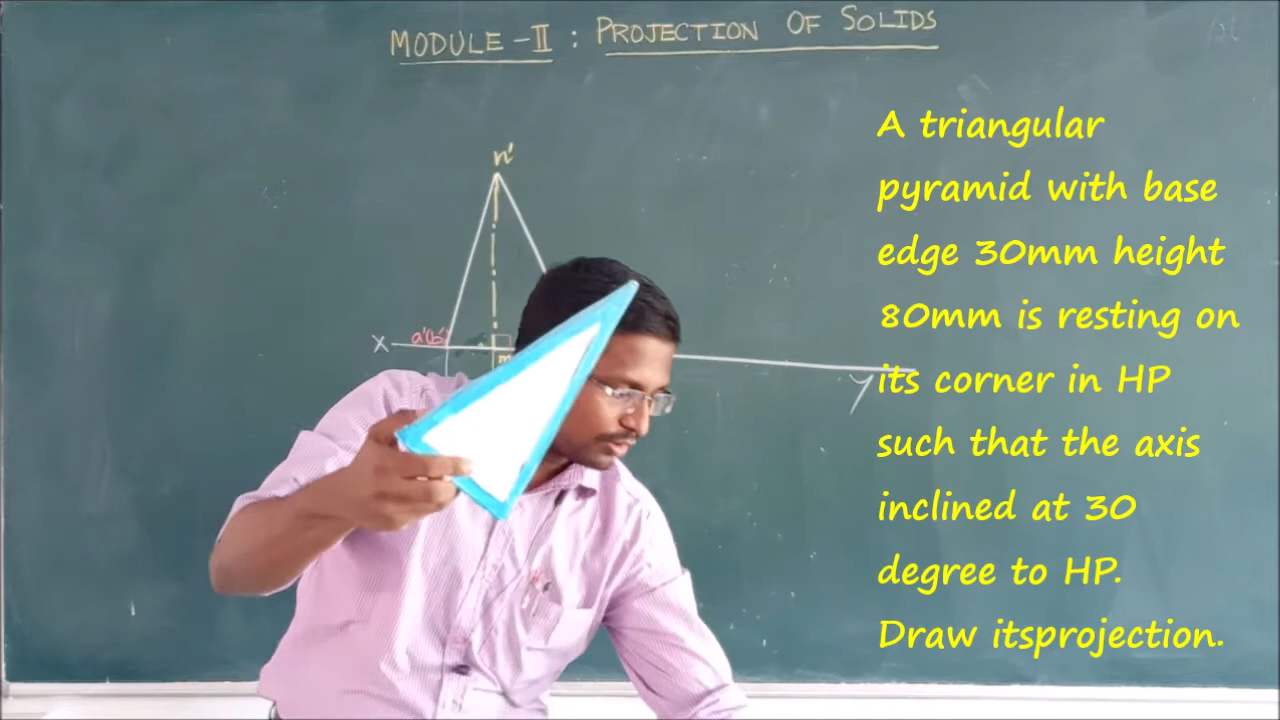 MODULE-II : PROJECTION OF SOLIDS
n'
X
a'(b')
m
Y
A triangular
pyramid with base
edge 30mm height
80mm is resting on
its corner in HP
such that the axis
inclined at 30
degree to HP.
Draw itsprojection.